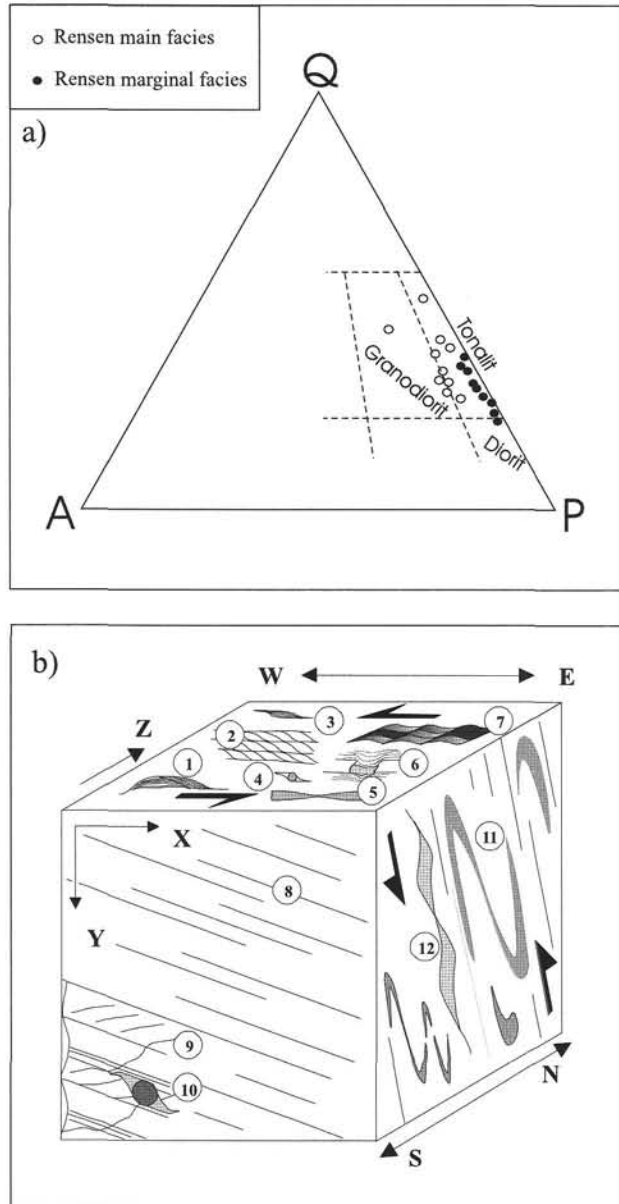 Rensen main facies
Rensen marginal facies
a)
Q
Tonalit
Granodiorit
Diorit
A
P
b)
W
E
Z
3
7
2
1
6
4
5
X
8
11
Y
12
9
10
N
S